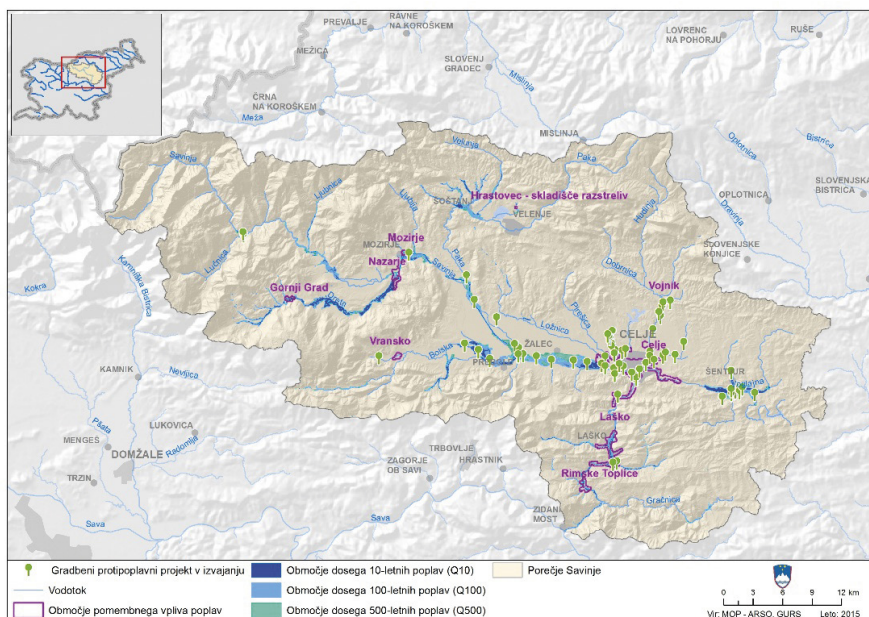 PREVALJE
RAVNE
NA KOROŠKEM
LOVRENC
NA POHORJU
RUŠE
MEŽICA
SLOVENJ
GRADEC
Mislinja
ČRNA
NA KOROŠKEM
Meža
MISLINJA
Oplotnica
Bistrica
Savinja
Ljubnica
Ljubija
Velunja
Paka
Hudinja
SLOVENSKA
BISTRICA
ŠOŠTANJ
Hrastovec - skladišče razstreliv
VELENJE
OPLOTNICA
Dravinja
Lučnica
Mozirje
MOZIRJE
Nazarje
Savinja
Paka
Dobrnica
SLOVENSKE
KONJICE
Kamniška Bistrica
Kokra
Gornji Grad
Dreta
Vojnik
Pirešica
Ložnica
CELJE
Vransko
Bolska
ŽALEC
Celje
KAMNIK
Nevljica
ŠENTJUR
Voglajna
Laško
LAŠKO
Pšata
LUKOVICA
MENGEŠ
Radomlja
DOMŽALE
TRBOVLJE
ZAGORJE
OB SAVI
HRASTNIK
TRZIN
Rimske Toplice
Gračnica
ZIDANI
MOST
Sava
Sava
Gradbeni protipoplavni projekt v izvajanju
Območje dosega 10-letnih poplav (Q10)
Porečje Savinje
Vodotok
Območje dosega 100-letnih poplav (Q100)
Območje pomembnega vpliva poplav
Območje dosega 500-letnih poplav (Q500)
0 3 6 9 12 km
Vir: MOP - ARSO, GURS Leto: 2015